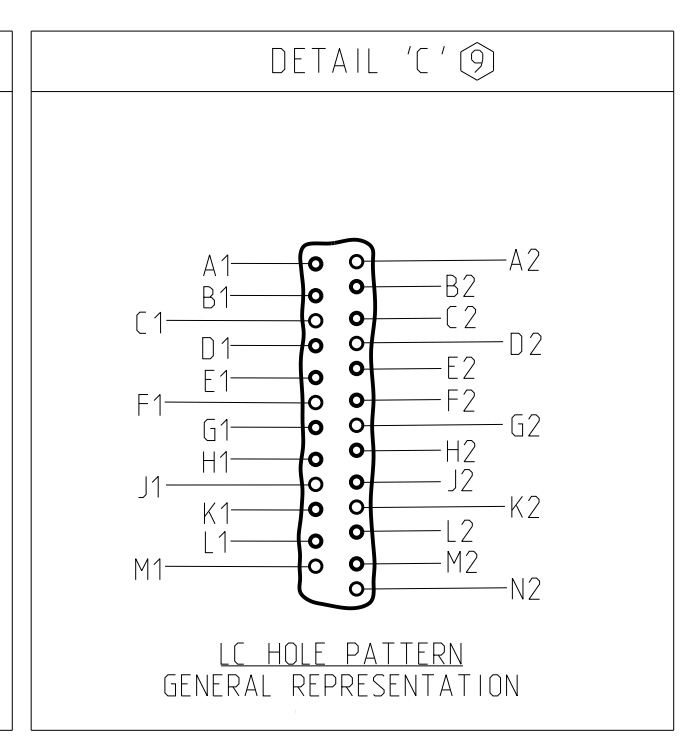 DETAIL 'C' 9
A1
A2
B1
B2
C1
C2
D1
D2
E1
E2
F1
F2
G1
G2
H1
H2
J1
J2
K1
K2
L1
L2
M1
M2
N2
LC HOLE PATTERN
GENERAL REPRESENTATION